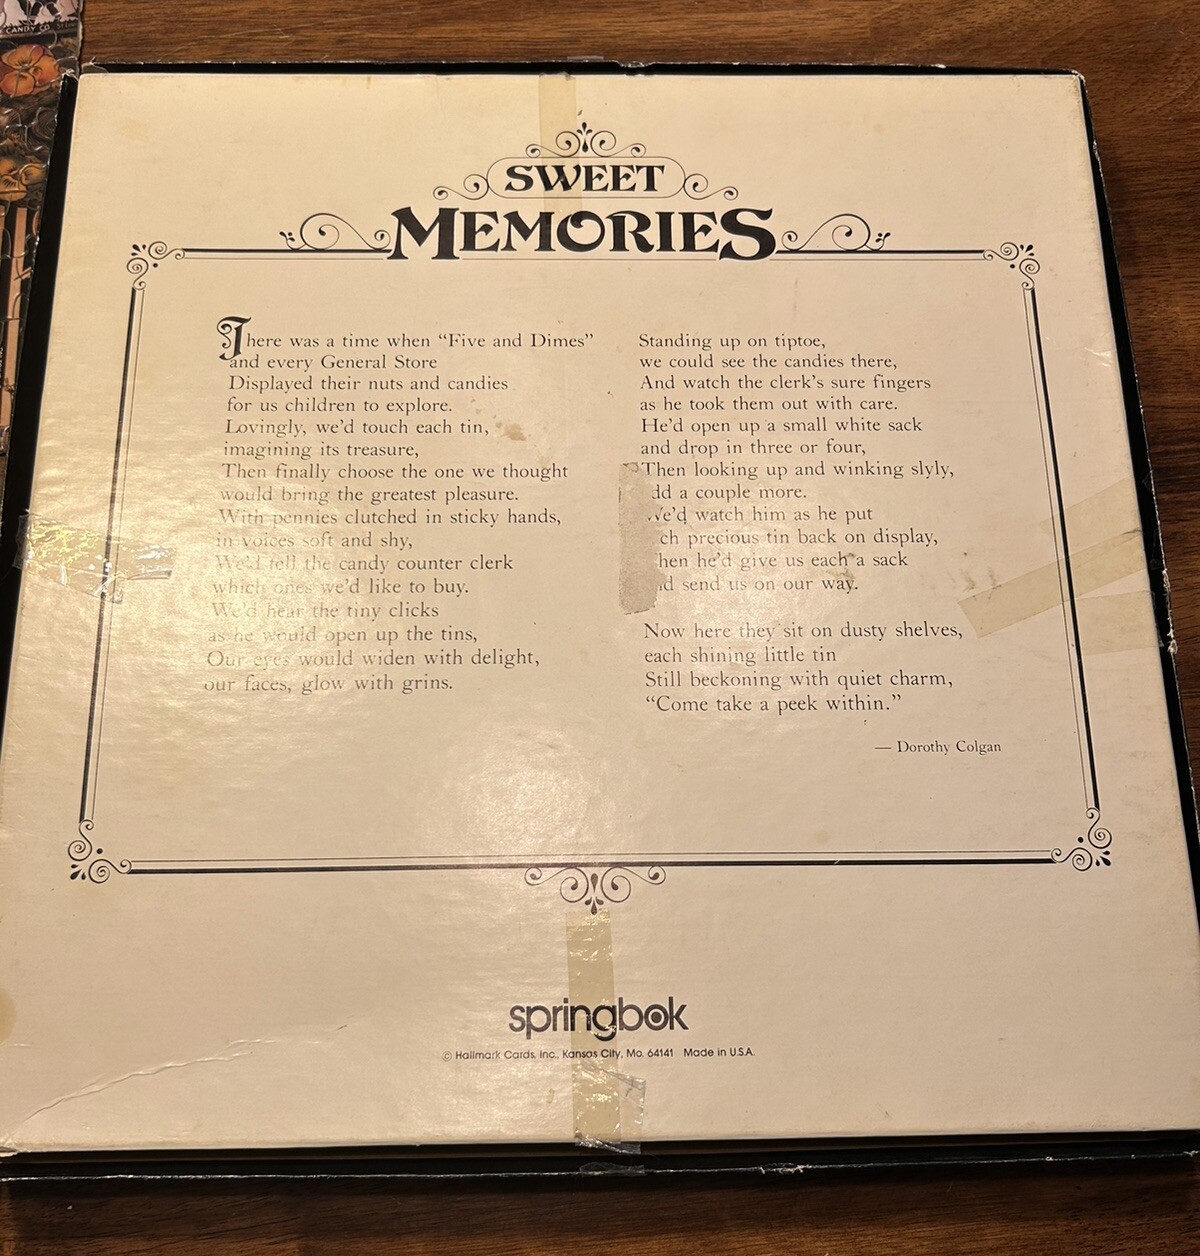 CANDY CO
SWEET
MEMORIES
There was a time when “Five and Dimes”
and every General Store
Displayed their nuts and candies
for us children to explore.
Lovingly, we’d touch each tin,
imagining its treasure,
Then finally choose the one we thought
would bring the greatest pleasure.
With pennies clutched in sticky hands,
in voices soft and shy,
We’d tell the candy counter clerk
which ones we’d like to buy.
We’d hear the tiny clicks
as he would open up the tins,
Our eyes would widen with delight,
our faces, glow with grins.
Standing up on tiptoe,
we could see the candies there,
And watch the clerk’s sure fingers
as he took them out with care.
He’d open up a small white sack
and drop in three or four,
Then looking up and winking slyly,
dd a couple more.
We’d watch him as he put
ch precious tin back on display,
hen he’d give us each a sack
d send us on our way.
Now here they sit on dusty shelves,
each shining little tin
Still beckoning with quiet charm,
“Come take a peek within.”
— Dorothy Colgan
springbok
© Hallmark Cards, Inc., Kansas City, Mo. 64141 Made in U.S.A.